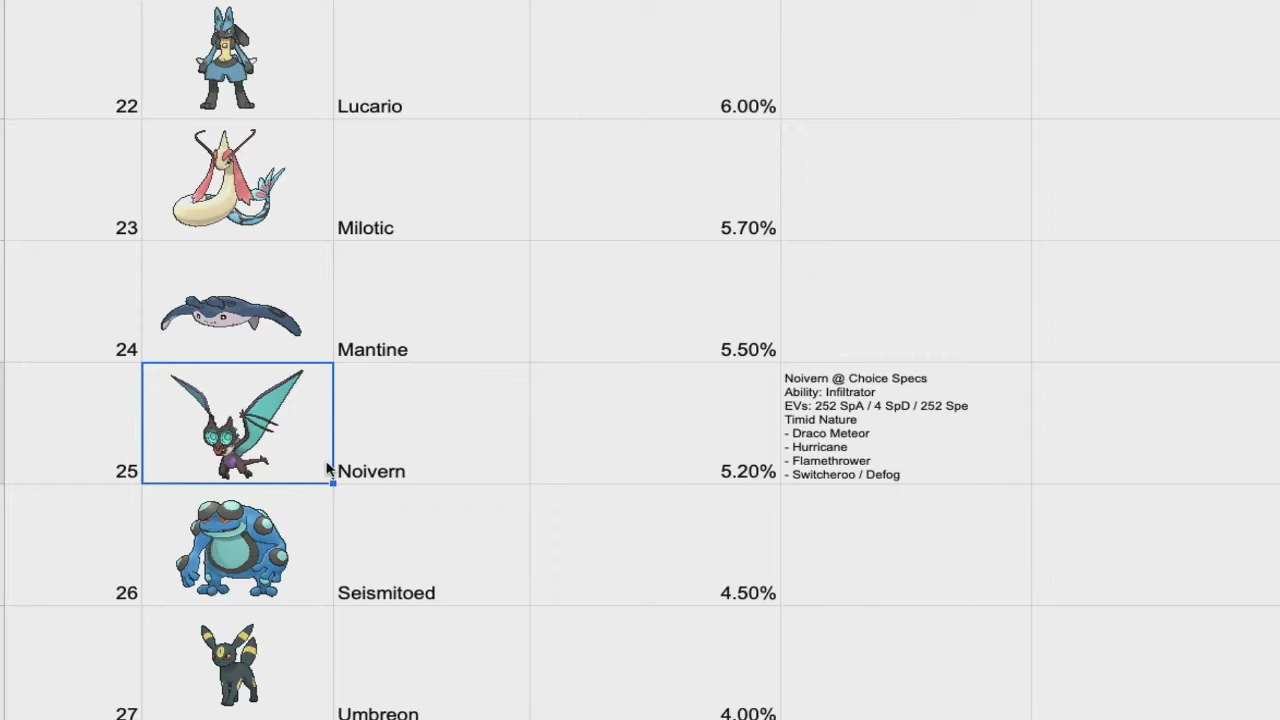 22 Lucario 6.00%
23 Milotic 5.70%
24 Mantine 5.50%
25 Noivern 5.20%
Noivern @ Choice Specs
Ability: Infiltrator
EVs: 252 SpA / 4 SpD / 252 Spe
Timid Nature
- Draco Meteor
- Hurricane
- Flamethrower
- Switcheroo / Defog
26 Seismitoed 4.50%
27 Umbreon 4.00%